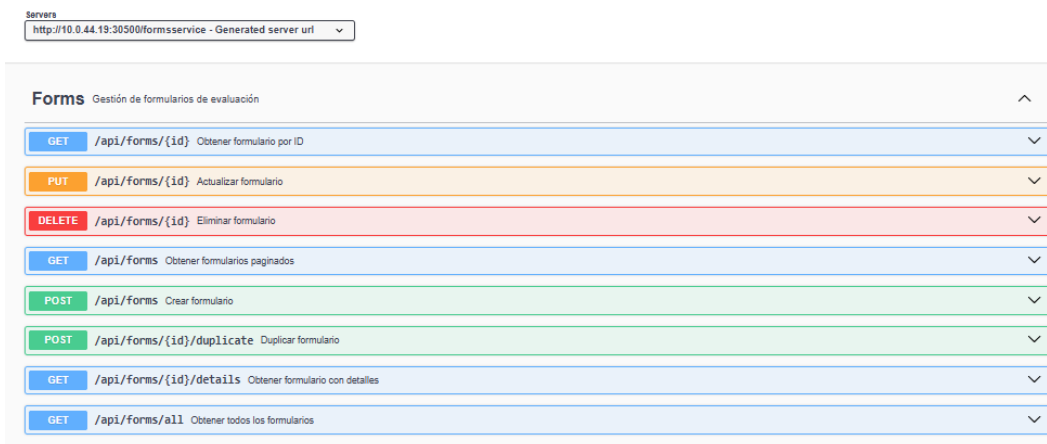 Servers
http://10.0.44.19:30500/formsservice - Generated server url
Forms Gestión de formularios de evaluación
GET /api/forms/{id} Obtener formulario por ID
PUT /api/forms/{id} Actualizar formulario
DELETE /api/forms/{id} Eliminar formulario
GET /api/forms Obtener formularios paginados
POST /api/forms Crear formulario
POST /api/forms/{id}/duplicate Duplicar formulario
GET /api/forms/{id}/details Obtener formulario con detalles
GET /api/forms/all Obtener todos los formularios